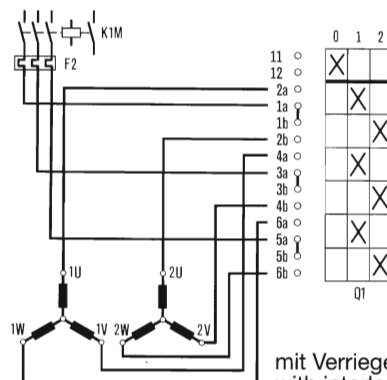 0 1 2
K1M
F2
11
12
2a
1a
1b
2b
4a
3a
3b
4b
6a
5a
5b
6b
Q1
1U 2U
1W 1V 2W 2V
mit Verriege